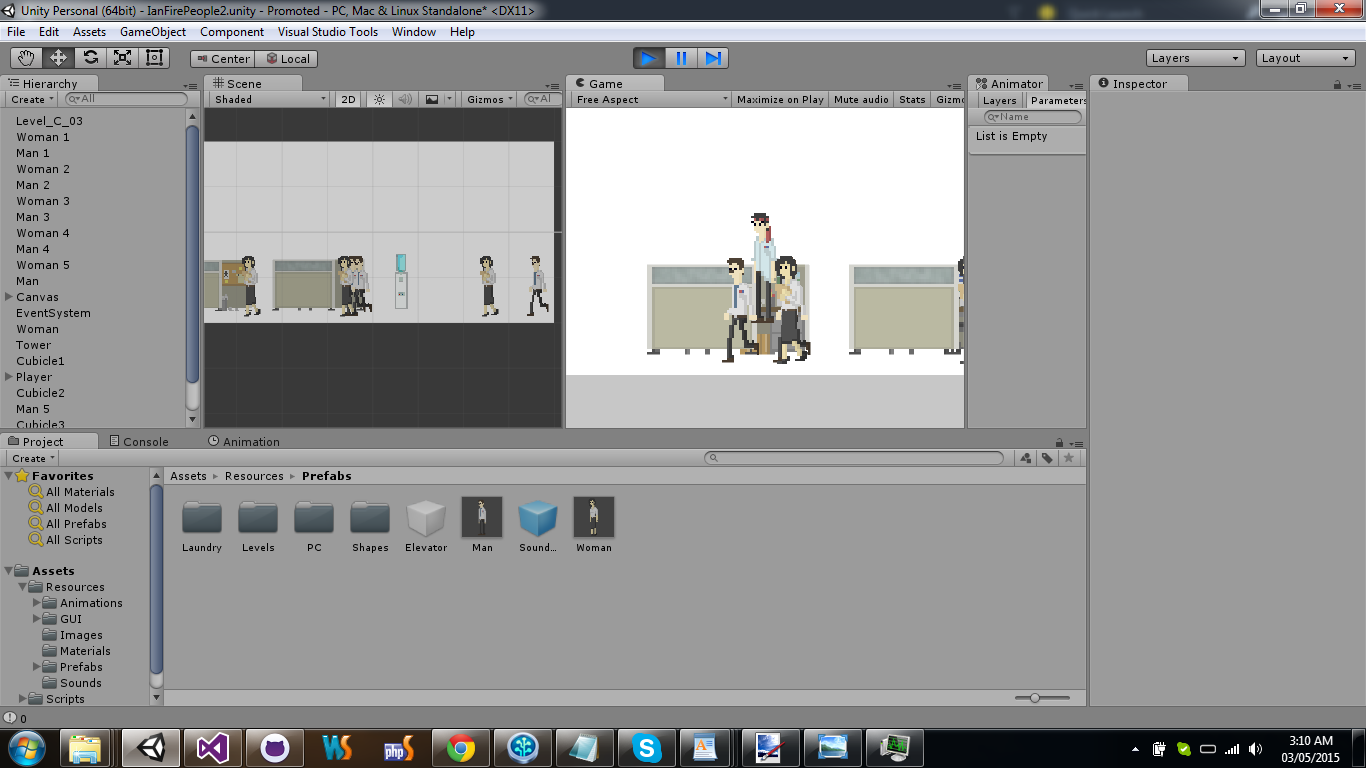 Unity Personal (64bit) - IanFirePeople2.unity - Promoted - PC, Mac & Linux Standalone* <DX11>
File Edit Assets GameObject Component Visual Studio Tools Window Help
Center Local Layers Layout
Hierarchy Scene Game Animator Inspector
Create All Shaded 2D Gizmos Al Free Aspect Maximize on Play Mute audio Stats Gizmo Layers Parameters
Name
List is Empty
Level_C_03
Woman 1
Man 1
Woman 2
Man 2
Woman 3
Man 3
Woman 4
Man 4
Woman 5
Man
Canvas
EventSystem
Woman
Tower
Cubicle1
Player
Cubicle2
Man 5
Cubicle3
Project Console Animation
Create
Favorites
All Materials
All Models
All Prefabs
All Scripts
Assets
Resources
Animations
GUI
Images
Materials
Prefabs
Sounds
Scripts
Assets Resources Prefabs
Laundry Levels PC Shapes Elevator Man Sound... Woman
0
WS php S
3:10 AM
03/05/2015